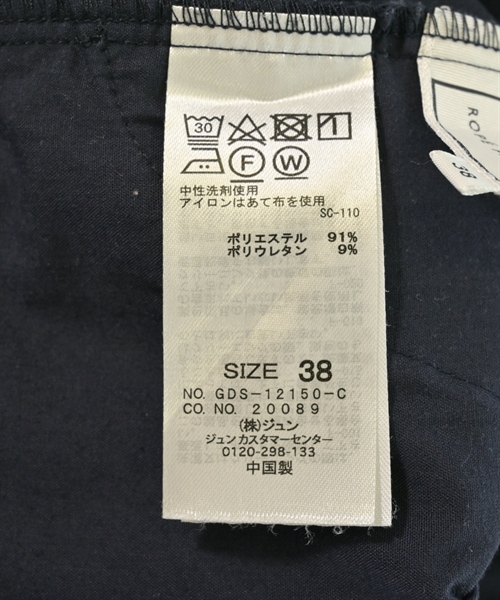 30
F W
中性洗剤使用
アイロンはあて布を使用
SC-110
ポリエステル 91%
ポリウレタン 9%
SIZE 38
NO. GDS-12150-C
CO. NO. 20089
(株)ジュン
ジュン カスタマーセンター
0120-298-133
中国製
38